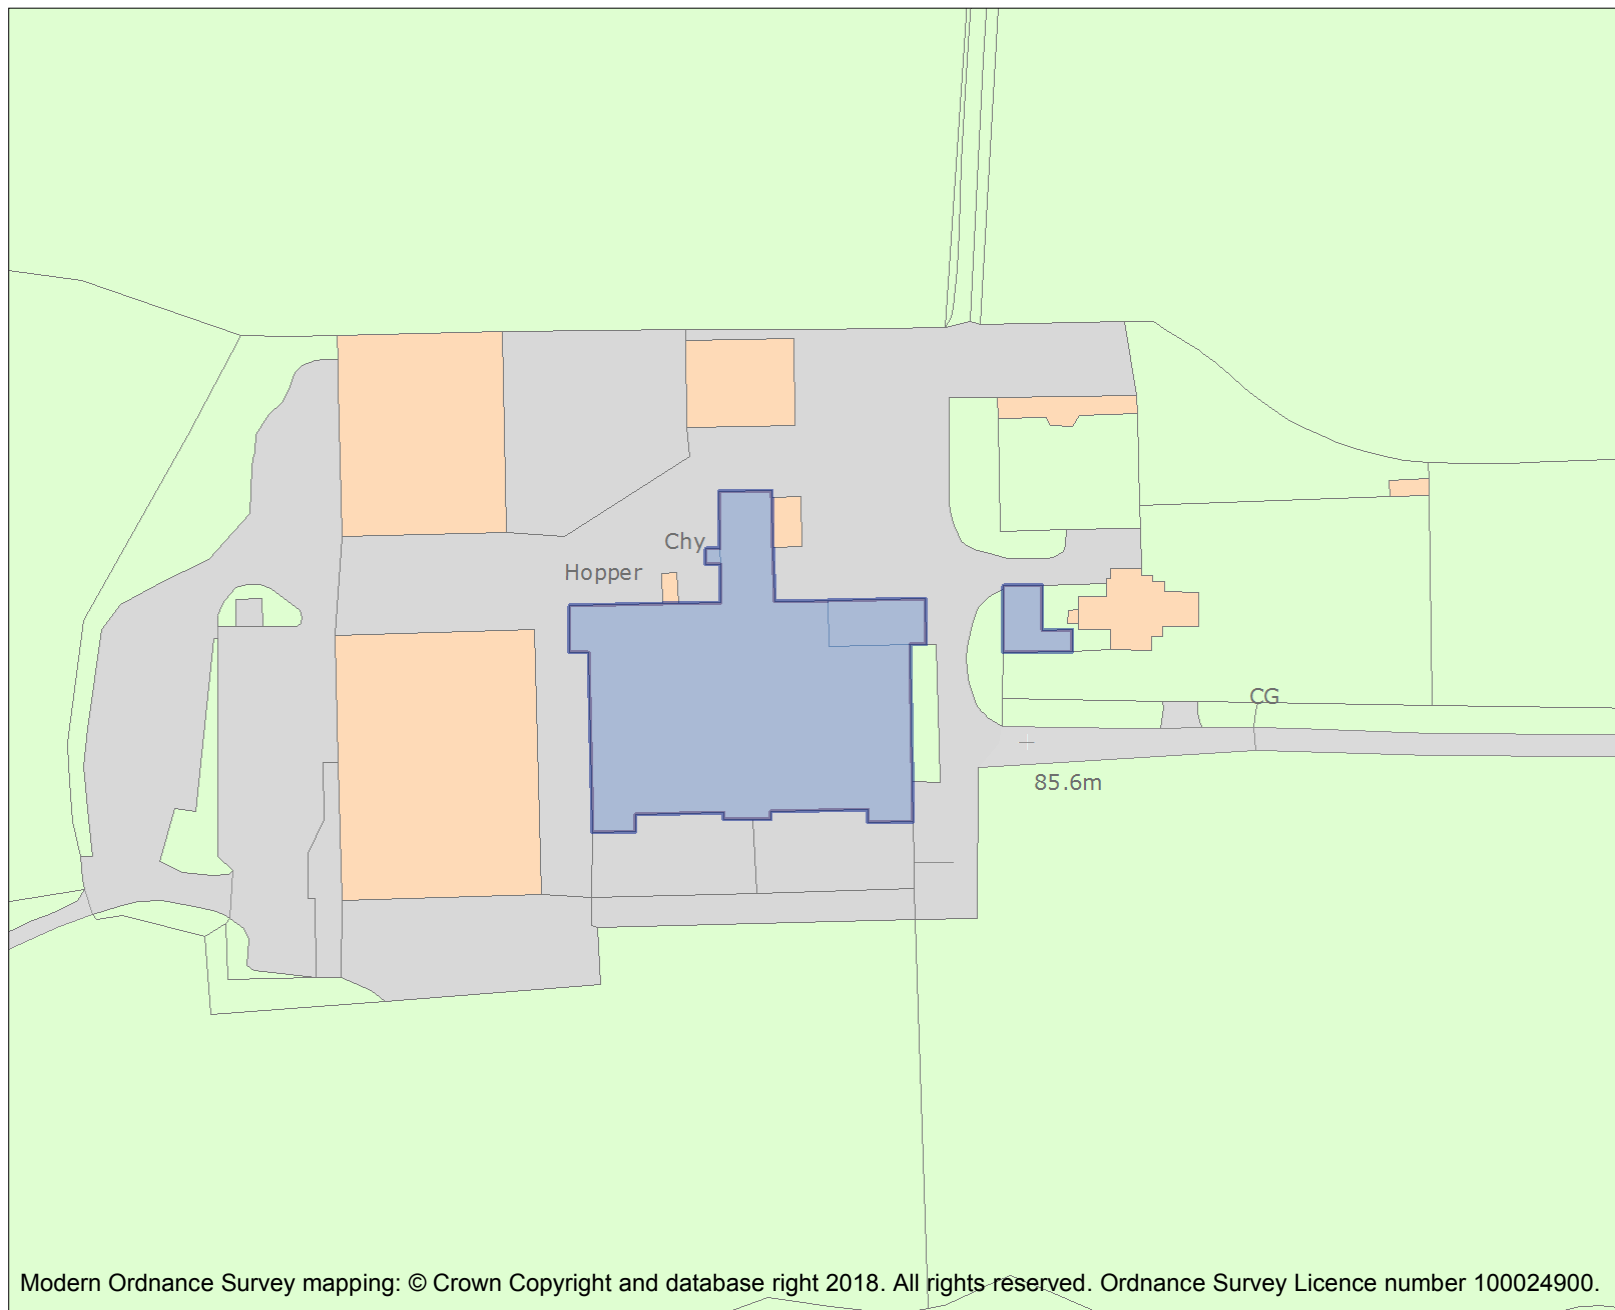 Chy
Hopper
CG
85.6m
Modern Ordnance Survey mapping: © Crown Copyright and database right 2018. All rights reserved. Ordnance Survey Licence number 100024900.